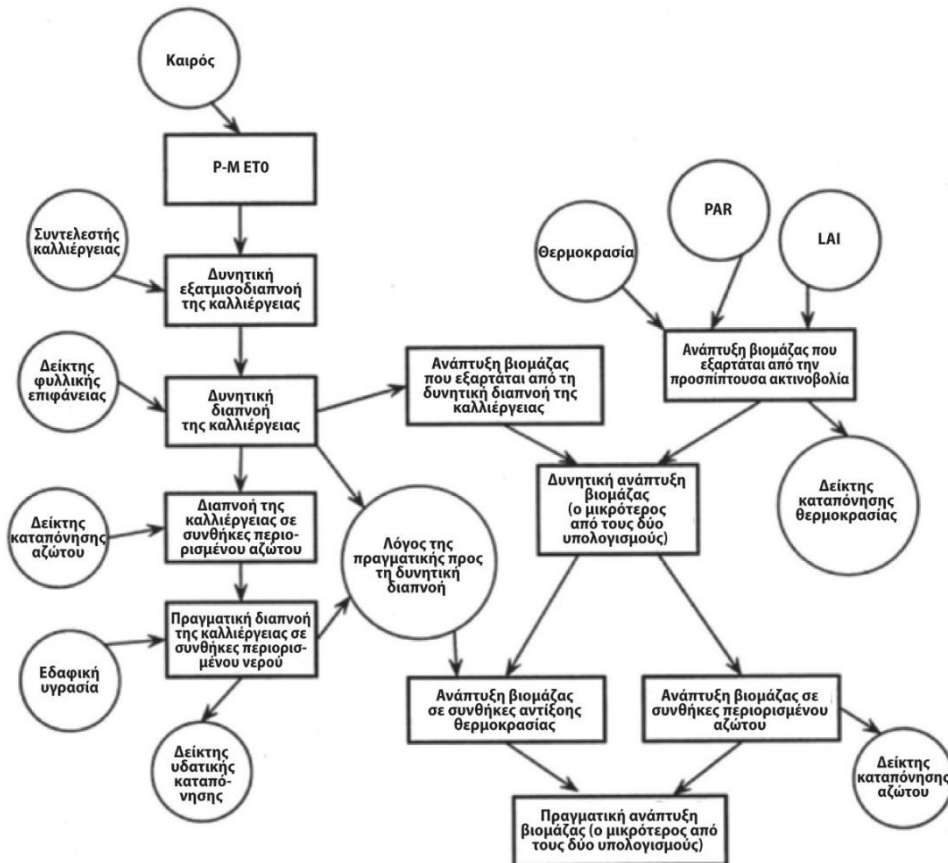 Καιρός
P-M ET0
Συντελεστής
καλλιέργειας
Δυνητική
εξατμισοδιαπνοή
της καλλιέργειας
Δείκτης
φυλλικής
επιφάνειας
Δυνητική
διαπνοή
της καλλιέργειας
Δείκτης
καταπόνησης
αζώτου
Διαπνοή της
καλλιέργειας σε
συνθήκες περιο-
ρισμένου αζώτου
Εδαφική
υγρασία
Πραγματική διαπνοή
της καλλιέργειας σε
συνθήκες περιορισ-
μένου νερού
Δείκτης
υδατικής
καταπό-
νησης
Λόγος της
πραγματικής προς
τη δυνητική
διαπνοή
Ανάπτυξη βιομάζας
που εξαρτάται από τη
δυνητική διαπνοή της
καλλιέργειας
Θερμοκρασία
PAR
LAI
Ανάπτυξη βιομάζας που
εξαρτάται από την
προσπίπτουσα ακτινοβολία
Δείκτης
καταπόνησης
θερμοκρασίας
Δυνητική ανάπτυξη
βιομάζας
(ο μικρότερος
από τους δύο
υπολογισμούς)
Ανάπτυξη βιομάζας
σε συνθήκες αντίξοης
θερμοκρασίας
Ανάπτυξη βιομάζας σε
συνθήκες περιορισμένου
αζώτου
Δείκτης
καταπόνησης
αζώτου
Πραγματική ανάπτυξη
βιομάζας (ο μικρότερος από
τους δύο υπολογισμούς)